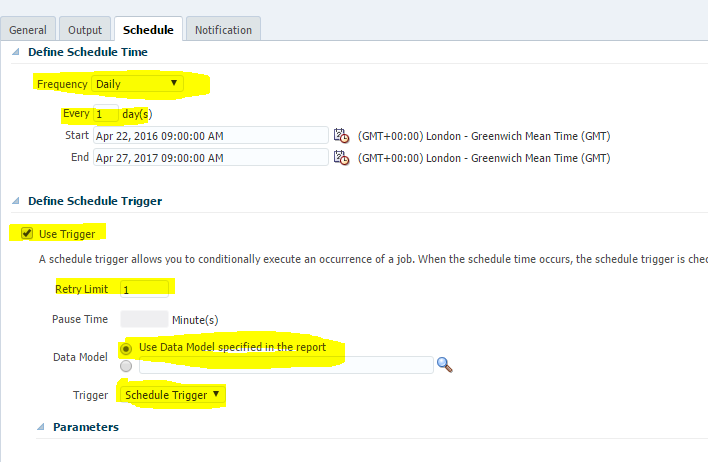 General Output Schedule Notification
Define Schedule Time
Frequency Daily
Every 1 day(s)
Start Apr 22, 2016 09:00:00 AM (GMT+00:00) London - Greenwich Mean Time (GMT)
End Apr 27, 2017 09:00:00 AM (GMT+00:00) London - Greenwich Mean Time (GMT)
Define Schedule Trigger
Use Trigger
A schedule trigger allows you to conditionally execute an occurrence of a job. When the schedule time occurs, the schedule trigger is chec
Retry Limit 1
Pause Time Minute(s)
Use Data Model specified in the report
Data Model
Trigger Schedule Trigger
Parameters